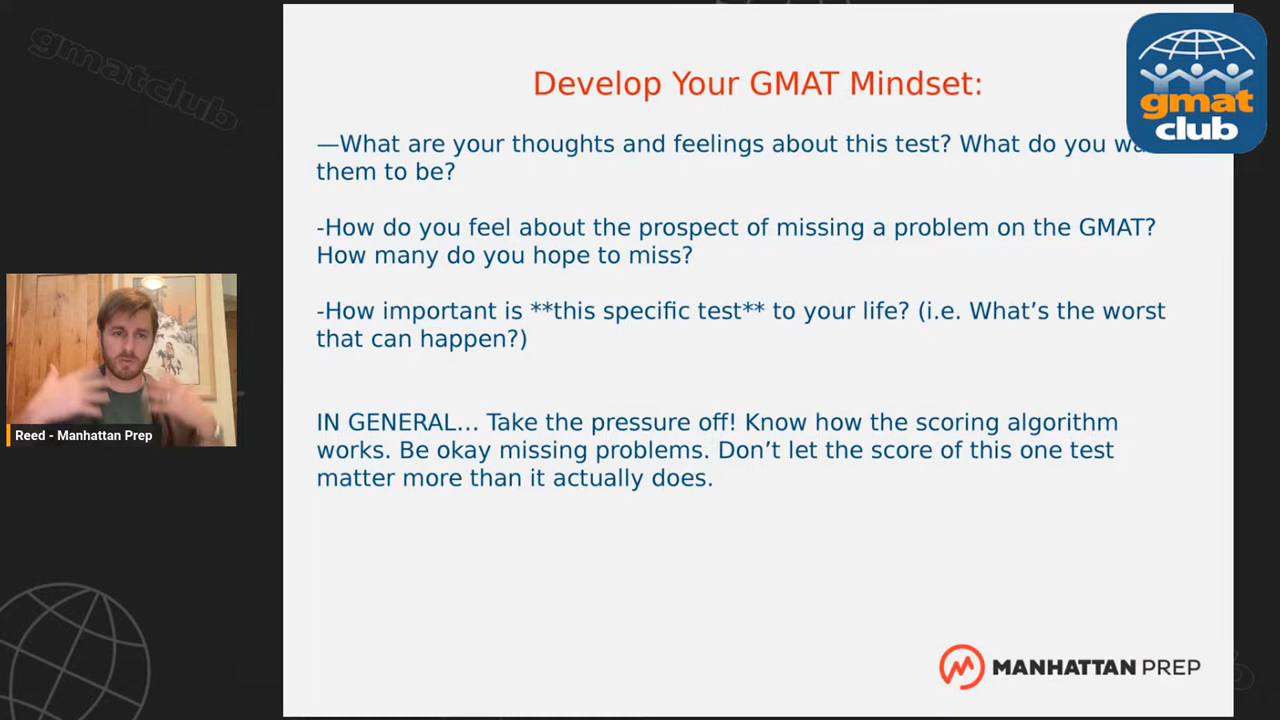 gmatclub
Develop Your GMAT Mindset:
gmat
club
—What are your thoughts and feelings about this test? What do you
them to be?
-How do you feel about the prospect of missing a problem on the GMAT?
How many do you hope to miss?
-How important is **this specific test** to your life? (i.e. What’s the worst
that can happen?)
IN GENERAL... Take the pressure off! Know how the scoring algorithm
works. Be okay missing problems. Don’t let the score of this one test
matter more than it actually does.
Reed - Manhattan Prep
MANHATTAN PREP